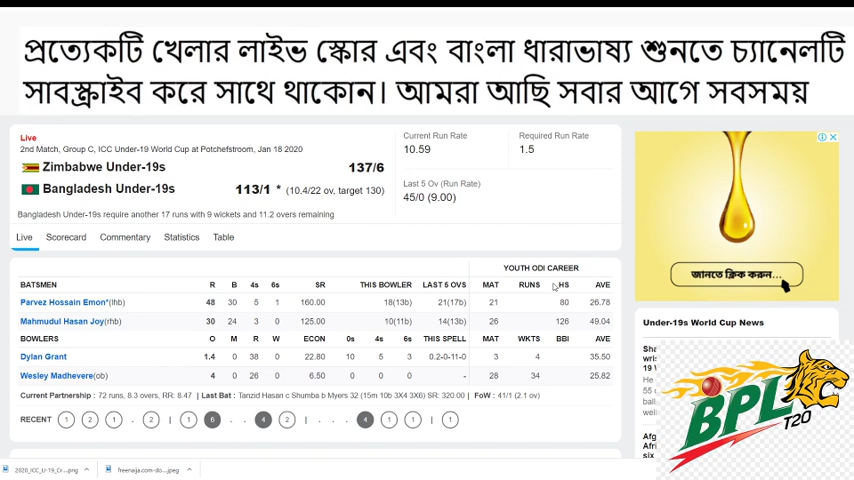 প্রত্যেকটি খেলার লাইভ স্কোর এবং বাংলা ধারাভাষ্য শুনতে চ্যানেলটি
সাবস্ক্রাইব করে সাথে থাকোন। আমরা আছি সবার আগে সবসময়
Live
2nd Match, Group C, ICC Under-19 World Cup at Potchefstroom, Jan 18 2020
Zimbabwe Under-19s 137/6
Bangladesh Under-19s 113/1 * (10.4/22 ov, target 130)
Bangladesh Under-19s require another 17 runs with 9 wickets and 11.2 overs remaining
Current Run Rate
10.59
Required Run Rate
1.5
Last 5 Ov (Run Rate)
45/0 (9.00)
Live Scorecard Commentary Statistics Table
YOUTH ODI CAREER
BATSMEN R B 4s 6s SR THIS BOWLER LAST 5 OVS MAT RUNS HS AVE
Parvez Hossain Emon*(lhb) 48 30 5 1 160.00 18(13b) 21(17b) 21 80 26.78
Mahmudul Hasan Joy(rhb) 30 24 3 0 125.00 10(11b) 14(13b) 26 126 49.04
BOWLERS O M R W ECON 0s 4s 6s THIS SPELL MAT WKTS BBI AVE
Dylan Grant 1.4 0 38 0 22.80 10 5 3 0.2-0-11-0 3 4 35.50
Wesley Madhevere(ob) 4 0 26 0 6.50 0 0 0 - 28 34 25.82
Current Partnership : 72 runs, 8.3 overs, RR: 8.47 | Last Bat : Tanzid Hasan c Shumba b Myers 32 (15m 10b 3X4 3X6) SR: 320.00 | FoW : 41/1 (2.1 ov)
RECENT 1 2 1 . 2 | 1 6 . . 4 2 | . . . 4 1 1 | 1
জানতে ক্লিক করুন...
Under-19s World Cup News
Sha
wris
19 W
He
55 c
bes
well
Afg
Afri
six
BPL
T20
2020_ICC_U-19_Cr....png
freenaija.com-do....jpeg